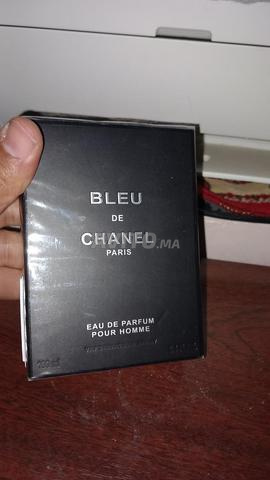 BLEU
DE
CHANEL
PARIS
EAU DE PARFUM
POUR HOMME